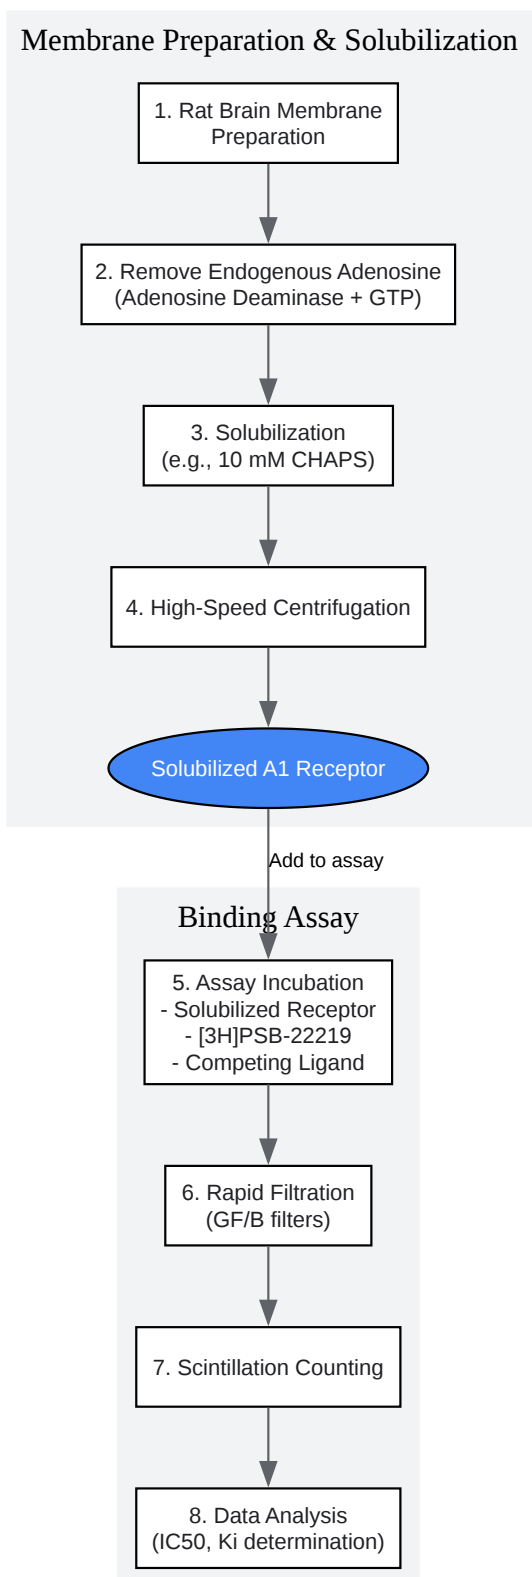 Membrane Preparation & Solubilization
1. Rat Brain Membrane
Preparation
2. Remove Endogenous Adenosine
(Adenosine Deaminase + GTP)
3. Solubilization
(e.g., 10 mM CHAPS)
4. High-Speed Centrifugation
Solubilized A1 Receptor
Add to assay
Binding Assay
5. Assay Incubation
- Solubilized Receptor
- [3H]PSB-22219
- Competing Ligand
6. Rapid Filtration
(GF/B filters)
7. Scintillation Counting
8. Data Analysis
(IC50, Ki determination)